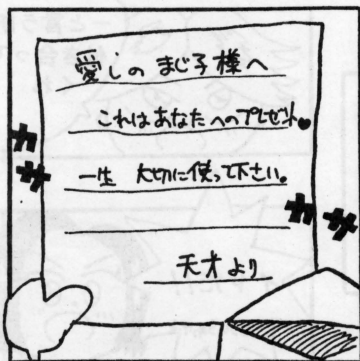 愛しの まじ子様へ
これはあなたへのプレゼント♥
一生 大切に使って下さい。
天才より
カサ
カサ